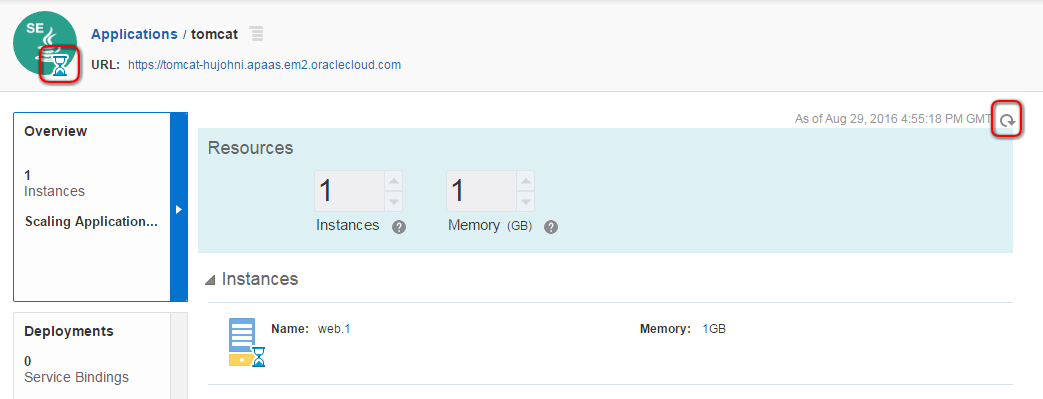 SE
Applications / tomcat
URL: https://tomcat-hujohni.apaas.em2.oraclecloud.com
As of Aug 29, 2016 4:55:18 PM GMT
Overview
1
Instances
Scaling Application...
Resources
1 1
Instances ? Memory (GB) ?
Instances
Name: web.1 Memory: 1GB
Deployments
0
Service Bindings